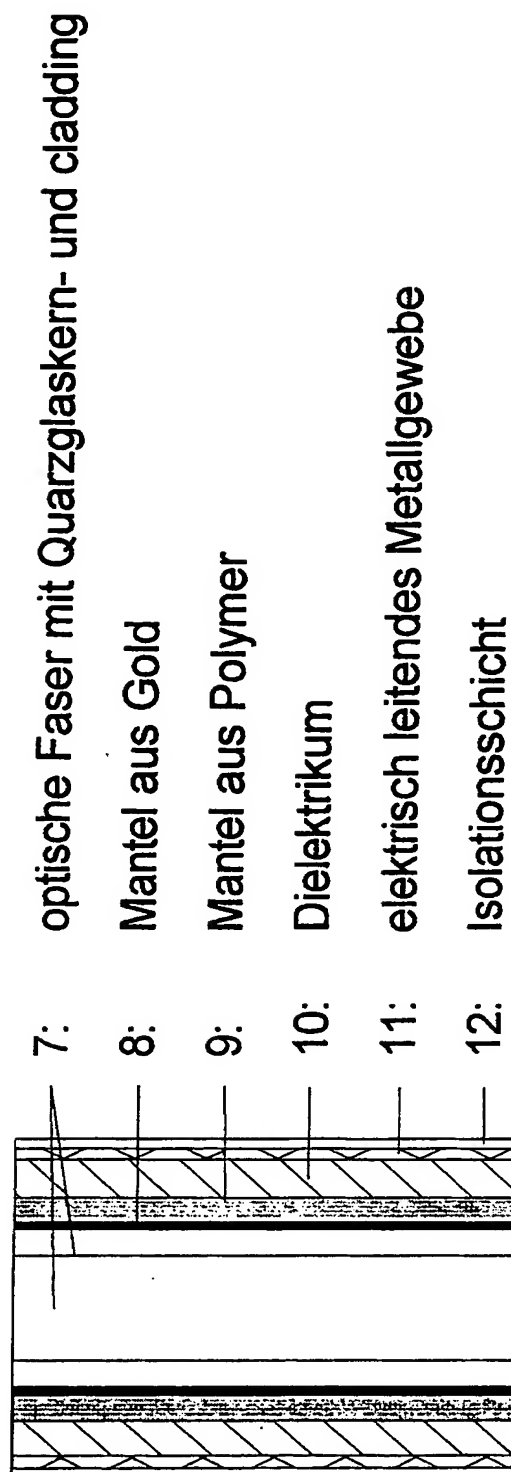 7: optische Faser mit Quarzglaskern- und cladding
8: Mantel aus Gold
9: Mantel aus Polymer
10: Dielektrikum
11: elektrisch leitendes Metallgewebe
12: Isolationsschicht